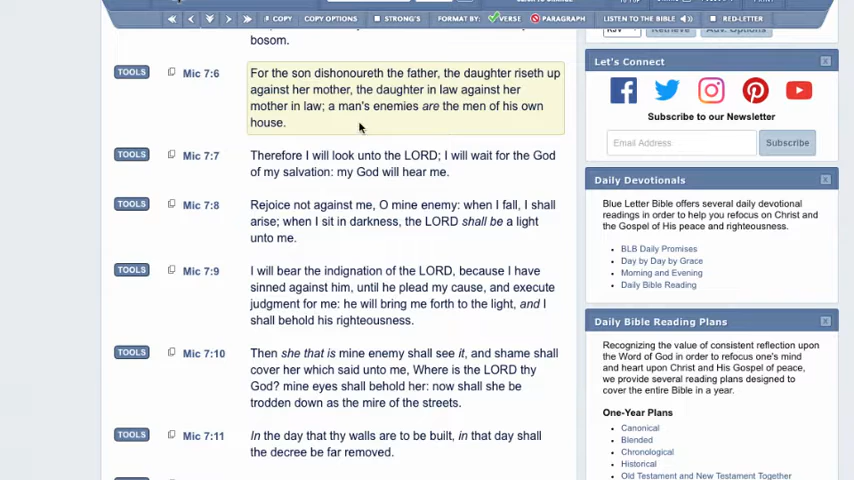 COPY
COPY OPTIONS
STRONG'S
FORMAT BY:
VERSE
PARAGRAPH
LISTEN TO THE BIBLE
RED-LETTER
bosom.
TOOLS
Mic 7:6
For the son dishonoureth the father, the daughter riseth up
against her mother, the daughter in law against her
mother in law; a man's enemies are the men of his own
house.
TOOLS
Mic 7:7
Therefore I will look unto the LORD; I will wait for the God
of my salvation: my God will hear me.
TOOLS
Mic 7:8
Rejoice not against me, O mine enemy: when I fall, I shall
arise; when I sit in darkness, the LORD shall be a light
unto me.
TOOLS
Mic 7:9
I will bear the indignation of the LORD, because I have
sinned against him, until he plead my cause, and execute
judgment for me: he will bring me forth to the light, and I
shall behold his righteousness.
TOOLS
Mic 7:10
Then she that is mine enemy shall see it, and shame shall
cover her which said unto me, Where is the LORD thy
God? mine eyes shall behold her: now shall she be
trodden down as the mire of the streets.
TOOLS
Mic 7:11
In the day that thy walls are to be built, in that day shall
the decree be far removed.
KJV
Retrieve
Adv. Options
Let's Connect
Subscribe to our Newsletter
Email Address
Subscribe
Daily Devotionals
Blue Letter Bible offers several daily devotional
readings in order to help you refocus on Christ and
the Gospel of His peace and righteousness.
BLB Daily Promises
Day by Day by Grace
Morning and Evening
Daily Bible Reading
Daily Bible Reading Plans
Recognizing the value of consistent reflection upon
the Word of God in order to refocus one's mind
and heart upon Christ and His Gospel of peace,
we provide several reading plans designed to
cover the entire Bible in a year.
One-Year Plans
Canonical
Blended
Chronological
Historical
Old Testament and New Testament Together